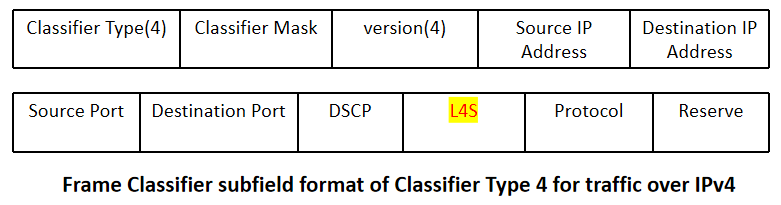 Classifier Type(4) Classifier Mask version(4) Source IP Address Destination IP Address
Source Port Destination Port DSCP L4S Protocol Reserve
Frame Classifier subfield format of Classifier Type 4 for traffic over IPv4